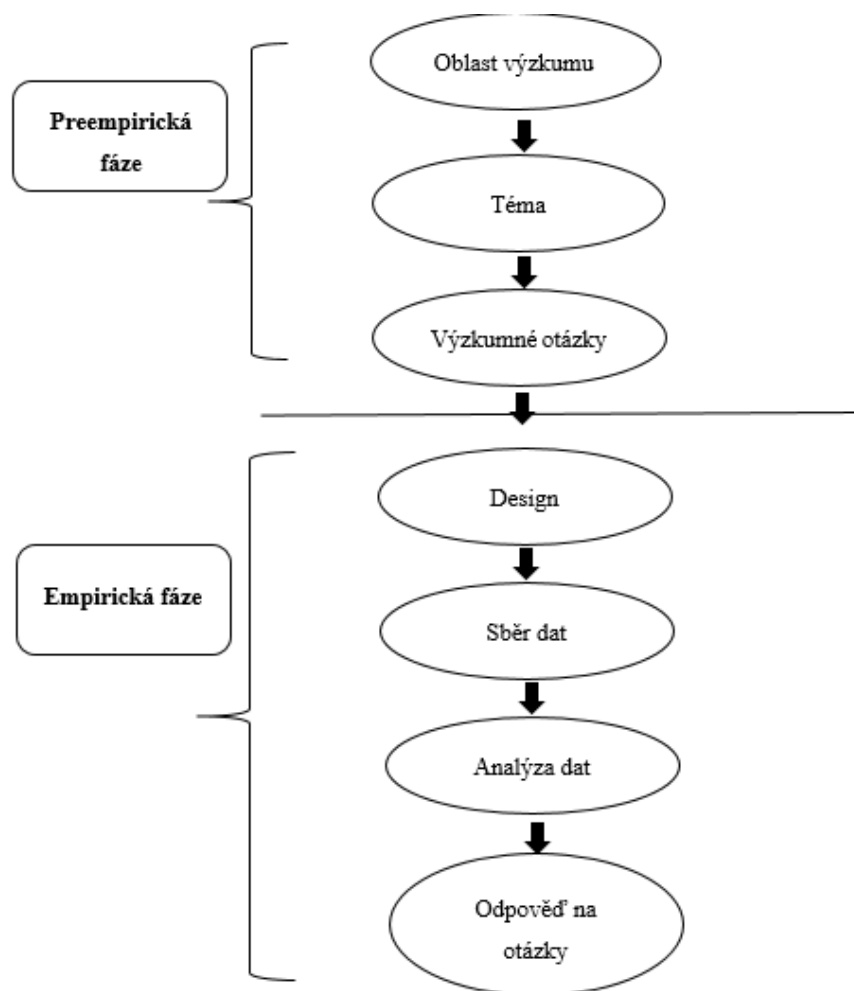 Oblast výzkumu
Preempirická
fáze
Téma
Výzkumné otázky
Design
Empirická fáze
Sběr dat
Analýza dat
Odpověď na
otázky